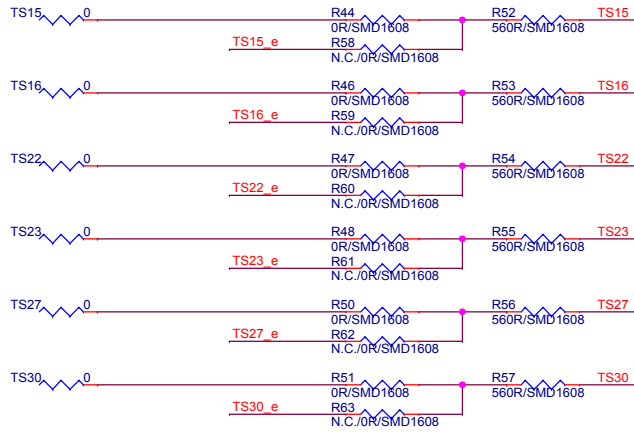 TS15 0 R44 R52 TS15
0R/SMD1608 560R/SMD1608
TS15_e R58
N.C./0R/SMD1608
TS16 0 R46 R53 TS16
0R/SMD1608 560R/SMD1608
TS16_e R59
N.C./0R/SMD1608
TS22 0 R47 R54 TS22
0R/SMD1608 560R/SMD1608
TS22_e R60
N.C./0R/SMD1608
TS23 0 R48 R55 TS23
0R/SMD1608 560R/SMD1608
TS23_e R61
N.C./0R/SMD1608
TS27 0 R50 R56 TS27
0R/SMD1608 560R/SMD1608
TS27_e R62
N.C./0R/SMD1608
TS30 0 R51 R57 TS30
0R/SMD1608 560R/SMD1608
TS30_e R63
N.C./0R/SMD1608